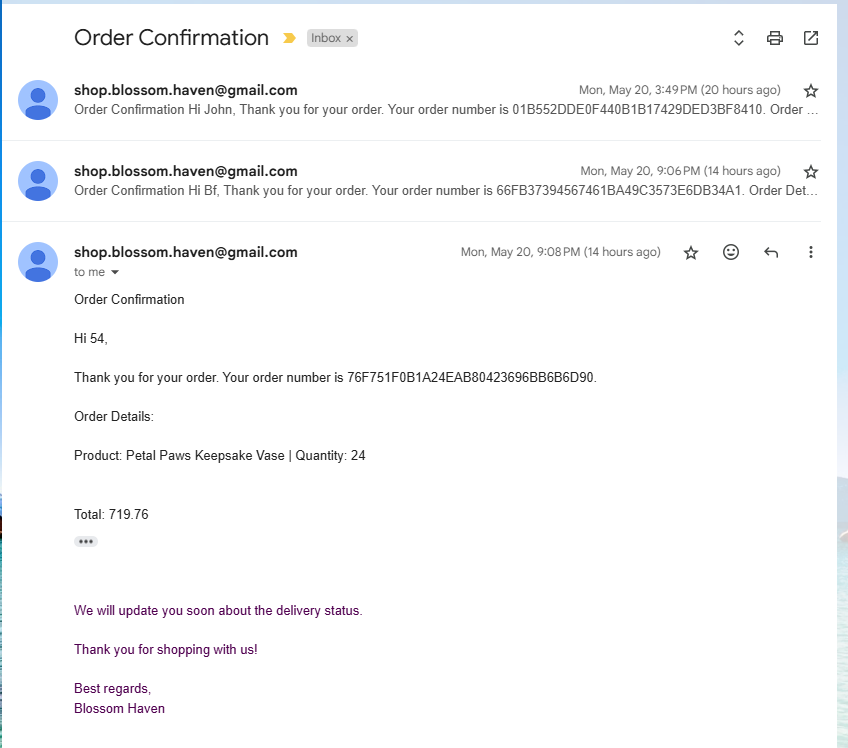 Order Confirmation Inbox ×
shop.blossom.haven@gmail.com Mon, May 20, 3:49 PM (20 hours ago)
Order Confirmation Hi John, Thank you for your order. Your order number is 01B552DDE0F440B1B17429DED3BF8410. Order ...
shop.blossom.haven@gmail.com Mon, May 20, 9:06 PM (14 hours ago)
Order Confirmation Hi Bf, Thank you for your order. Your order number is 66FB37394567461BA49C3573E6DB34A1. Order Det...
shop.blossom.haven@gmail.com Mon, May 20, 9:08 PM (14 hours ago)
to me
Order Confirmation
Hi 54,
Thank you for your order. Your order number is 76F751F0B1A24EAB80423696BB6B6D90.
Order Details:
Product: Petal Paws Keepsake Vase | Quantity: 24
Total: 719.76
We will update you soon about the delivery status.
Thank you for shopping with us!
Best regards,
Blossom Haven